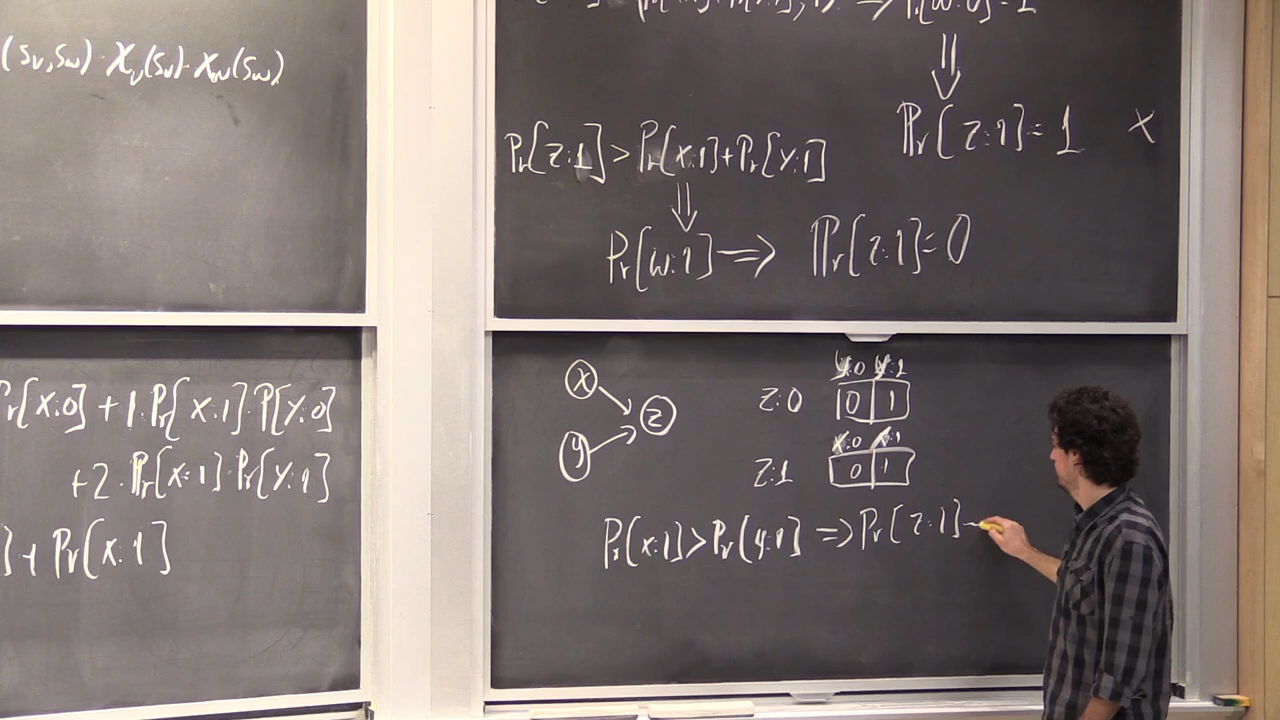 (Sv,Sw) · Xv(Sv) · Xw(Sw)
Pr[x:0] + 1·Pr[x:1]·P[y:0]
+2·Pr[x:1]·Pr[y:1]
]+ Pr[x:1]
⇓
Pr[z:1]=1 x
Pr[z:1]>Pr[x:1]+Pr[y:1]
⇓
Pr[w:1] ⇒ Pr[z:1]=0
x
z
y
y:0 y:1
z:0 0 1
x:0 x:1
z:1 0 1
Pr[x:1]>Pr[y:1] ⇒ Pr[z:1]